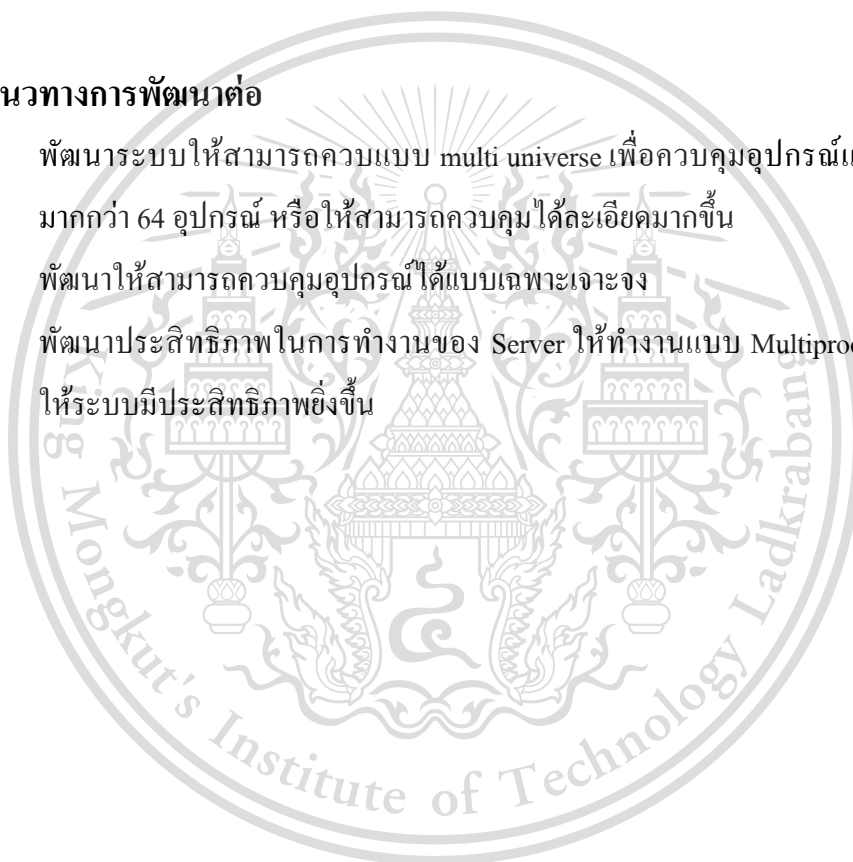 นวทางการพัฒนาต่อ
พัฒนาระบบให้สามารถควบแบบ multi universe เพื่อควบคุมอุปกรณ์แ
มากกว่า 64 อุปกรณ์ หรือให้สามารถควบคุมได้ละเอียดมากขึ้น
พัฒนาให้สามารถควบคุมอุปกรณ์ได้แบบเฉพาะเจาะจง
พัฒนาประสิทธิภาพในการทำงานของ Server ให้ทำงานแบบ Multiproc
ให้ระบบมีประสิทธิภาพยิ่งขึ้น
King Mongkut's Institute of Technology Ladkrabang